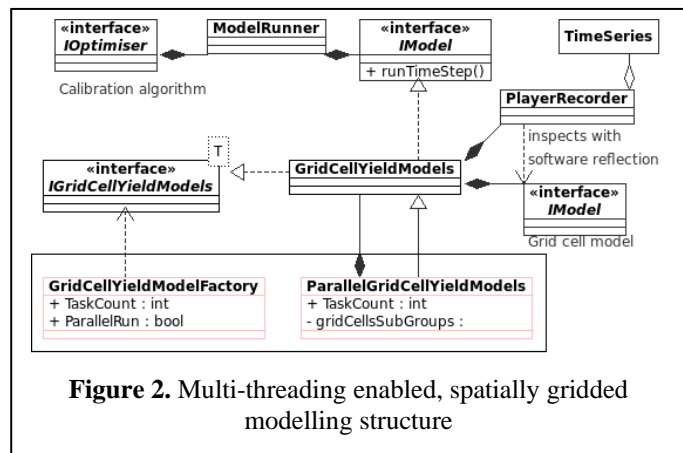 «interface»
IOptimiser
ModelRunner
«interface»
IModel
+ runTimeStep()
TimeSeries
Calibration algorithm
PlayerRecorder
inspects with
software reflection
T
«interface»
IGridCellYieldModels
GridCellYieldModels
«interface»
IModel
Grid cell model
GridCellYieldModelFactory
+ TaskCount : int
+ ParallelRun : bool
ParallelGridCellYieldModels
+ TaskCount : int
- gridCellsSubGroups :
Figure 2. Multi-threading enabled, spatially gridded
modelling structure